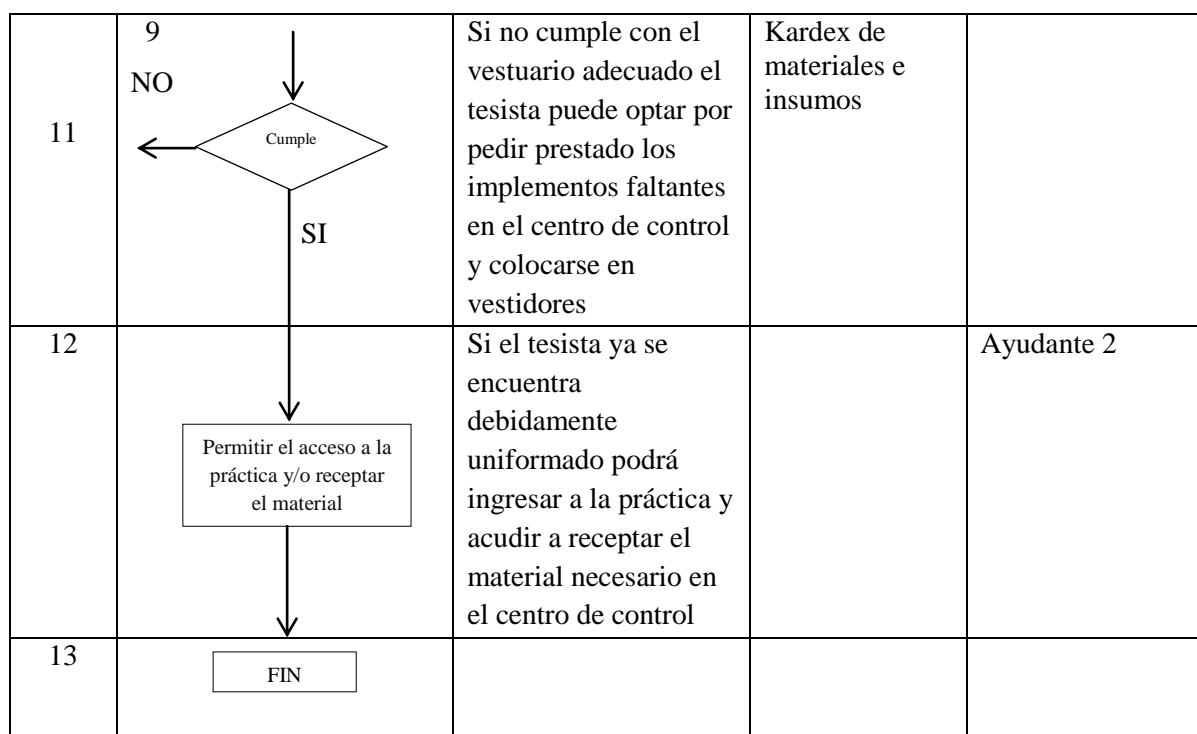 11
9
NO
Cumple
SI
Si no cumple con el
vestuario adecuado el
tesista puede optar por
pedir prestado los
implementos faltantes
en el centro de control
y colocarse en
vestidores
Kardex de
materiales e
insumos
12
Permitir el acceso a la
práctica y/o receptar
el material
Si el tesista ya se
encuentra
debidamente
uniformado podrá
ingresar a la práctica y
acudir a receptar el
material necesario en
el centro de control
Ayudante 2
13
FIN